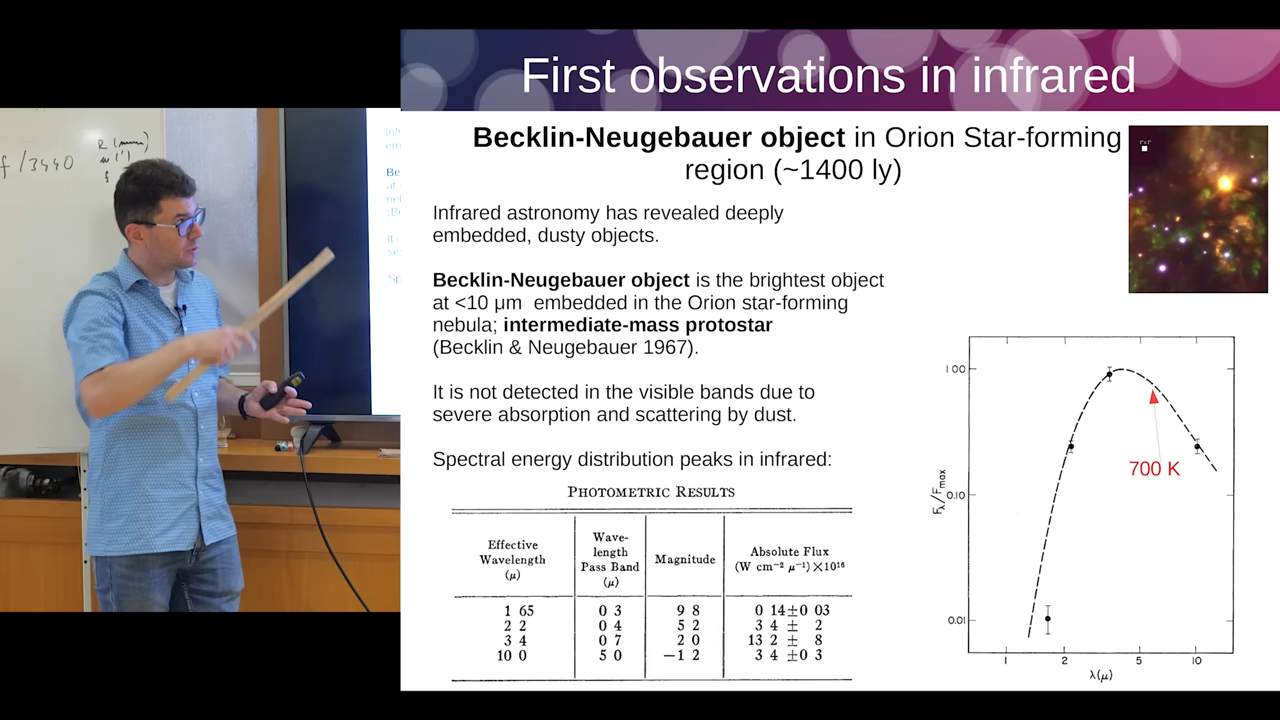 f /3440
First observations in infrared
Becklin-Neugebauer object in Orion Star-forming
region (~1400 ly)
Infrared astronomy has revealed deeply
embedded, dusty objects.
Becklin-Neugebauer object is the brightest object
at <10 μm embedded in the Orion star-forming
nebula; intermediate-mass protostar
(Becklin & Neugebauer 1967).
It is not detected in the visible bands due to
severe absorption and scattering by dust.
Spectral energy distribution peaks in infrared:
PHOTOMETRIC RESULTS
Effective Wavelength (μ) Wave-length Pass Band (μ) Magnitude Absolute Flux (W cm⁻² μ⁻¹)×10¹⁶
1 65 0 3 9 8 0 14±0 03
2 2 0 4 5 2 3 4 ± 2
3 4 0 7 2 0 13 2 ± 8
10 0 5 0 −1 2 3 4 ±0 3
Fλ/Fmax
1 00
0.10
0.01
700 K
1 2 5 10
λ(μ)